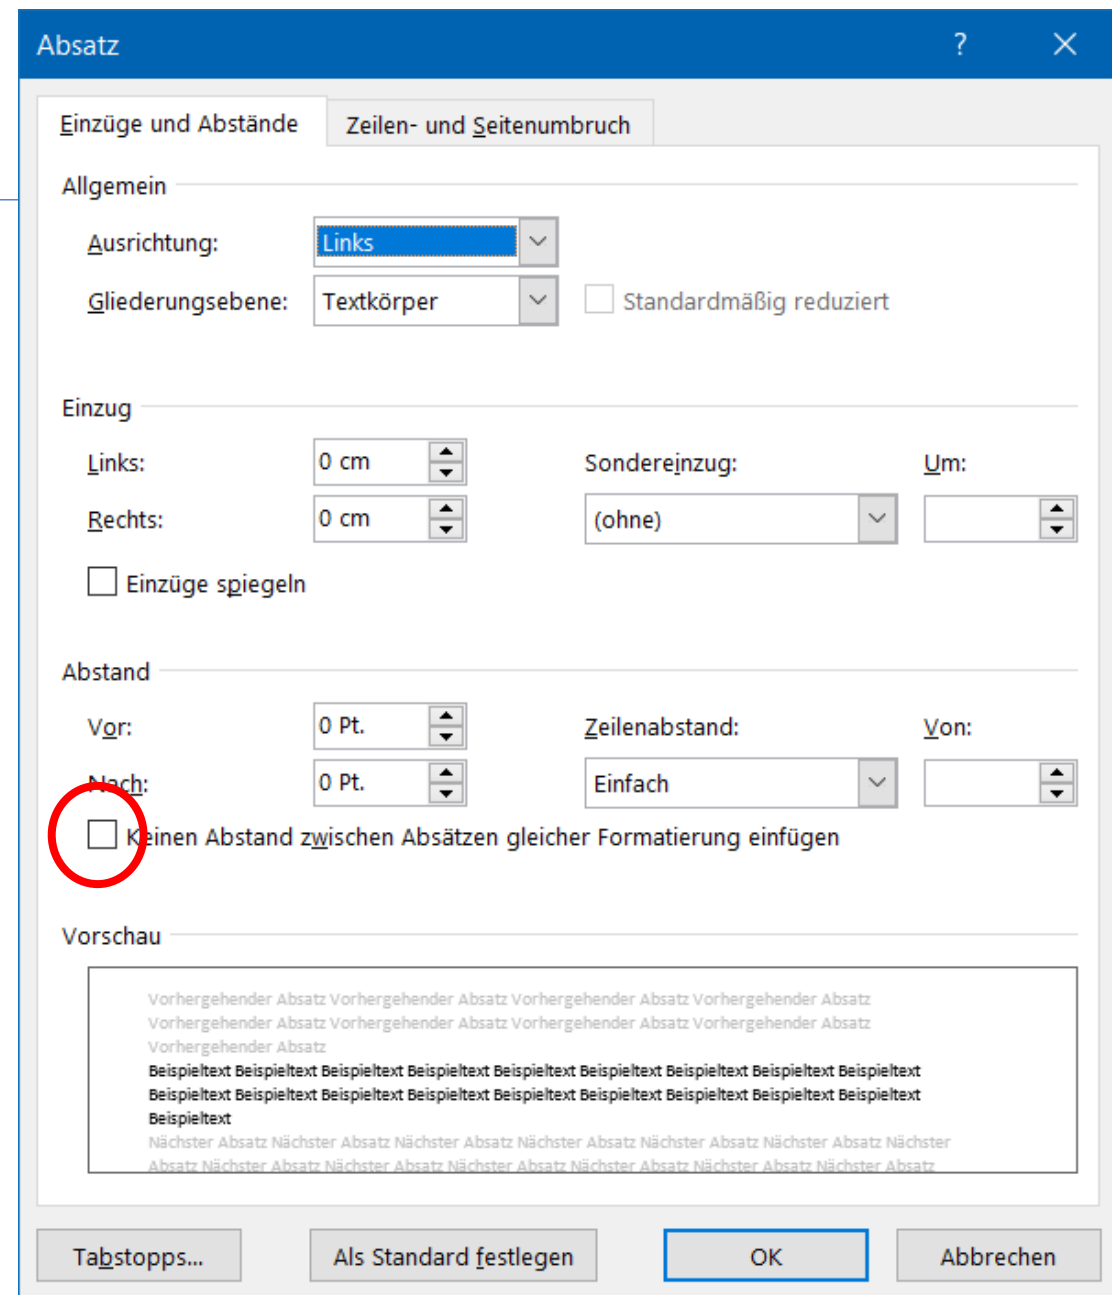 Absatz ?
Einzüge und Abstände Zeilen- und Seitenumbruch
Allgemein
Ausrichtung: Links
Gliederungsebene: Textkörper Standardmäßig reduziert
Einzug
Links: 0 cm Sondereinzug: Um:
Rechts: 0 cm (ohne)
Einzüge spiegeln
Abstand
Vor: 0 Pt. Zeilenabstand: Von:
Nach: 0 Pt. Einfach
Keinen Abstand zwischen Absätzen gleicher Formatierung einfügen
Vorschau
Vorhergehender Absatz Vorhergehender Absatz Vorhergehender Absatz Vorhergehender Absatz
Vorhergehender Absatz Vorhergehender Absatz Vorhergehender Absatz Vorhergehender Absatz
Vorhergehender Absatz
Beispieltext Beispieltext Beispieltext Beispieltext Beispieltext Beispieltext Beispieltext Beispieltext Beispieltext
Beispieltext Beispieltext Beispieltext Beispieltext Beispieltext Beispieltext Beispieltext Beispieltext Beispieltext
Beispieltext
Nächster Absatz Nächster Absatz Nächster Absatz Nächster Absatz Nächster Absatz Nächster Absatz Nächster
Absatz Nächster Absatz Nächster Absatz Nächster Absatz Nächster Absatz Nächster Absatz Nächster Absatz
Tabstopps... Als Standard festlegen OK Abbrechen